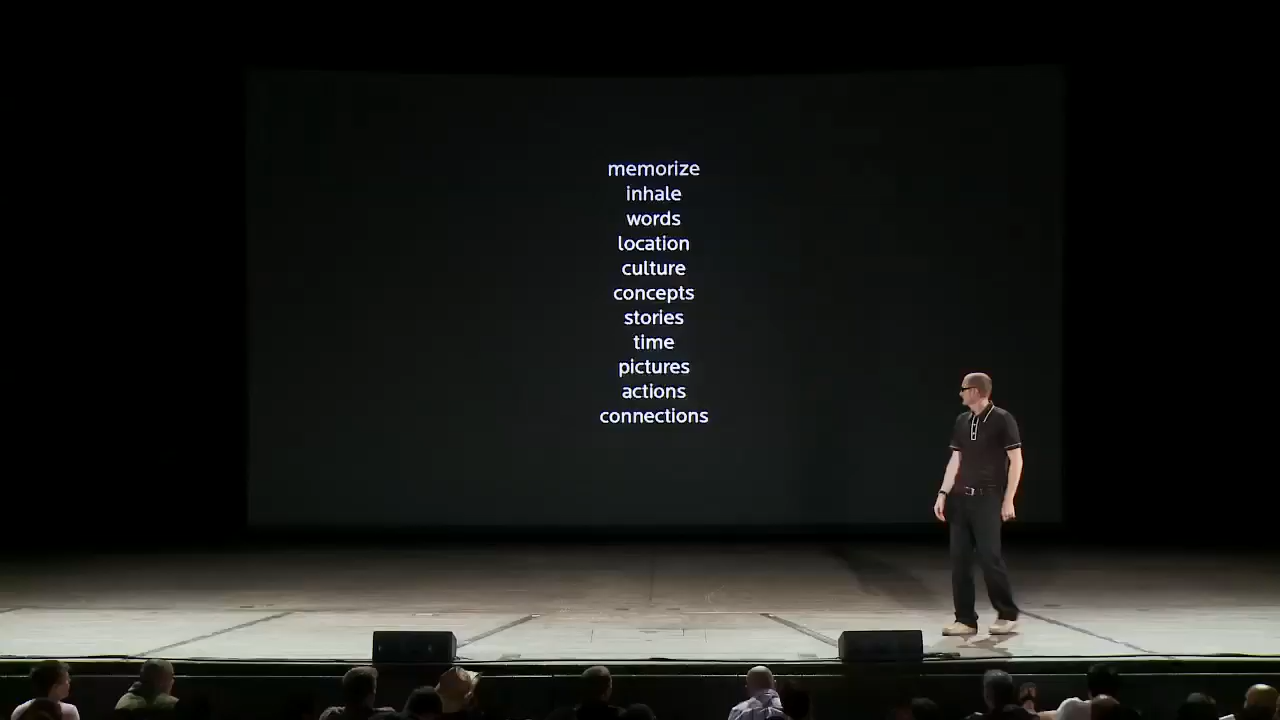 memorize
inhale
words
location
culture
concepts
stories
time
pictures
actions
connections